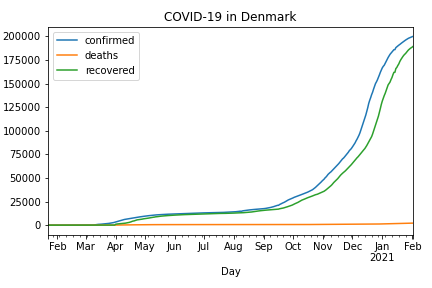 COVID-19 in Denmark
confirmed
deaths
recovered
200000
175000
150000
125000
100000
75000
50000
25000
0
Feb Mar Apr May Jun Jul Aug Sep Oct Nov Dec Jan Feb
2021
Day